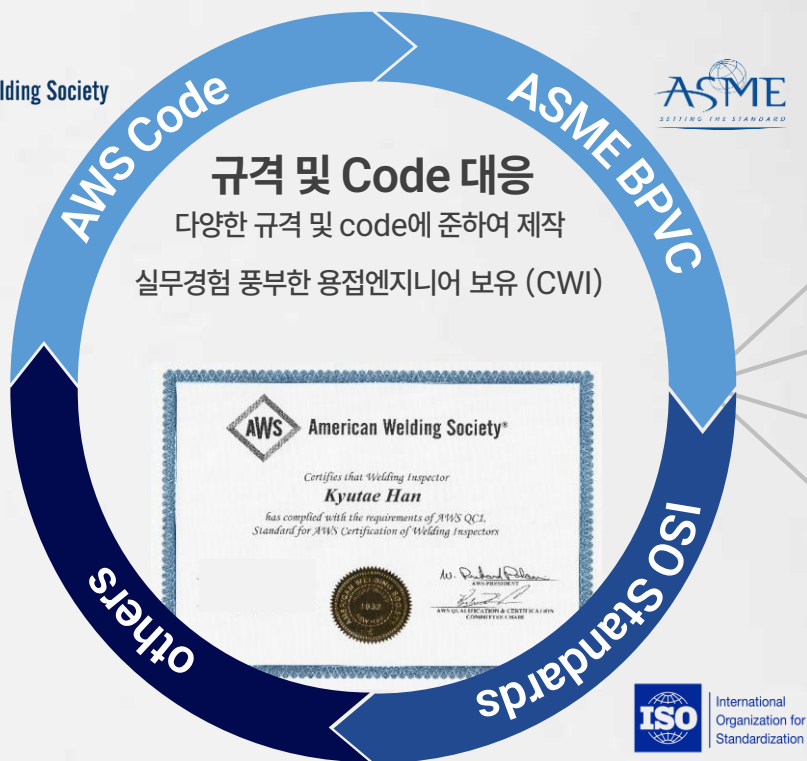 lding Society
AWS Code
ASME BPVC
ASME
SETTING THE STANDARD
규격 및 Code 대응
다양한 규격 및 code에 준하여 제작
실무경험 풍부한 용접엔지니어 보유 (CWI)
AWS American Welding Society®
Certifies that Welding Inspector
Kyutae Han
has complied with the requirements of AWS QC1,
Standard for AWS Certification of Welding Inspectors
AWS PRESIDENT
AWS QUALIFICATION & CERTIFICATION
COMMITTEE CHAIR
others
ISO Standards
ISO
International
Organization for
Standardization